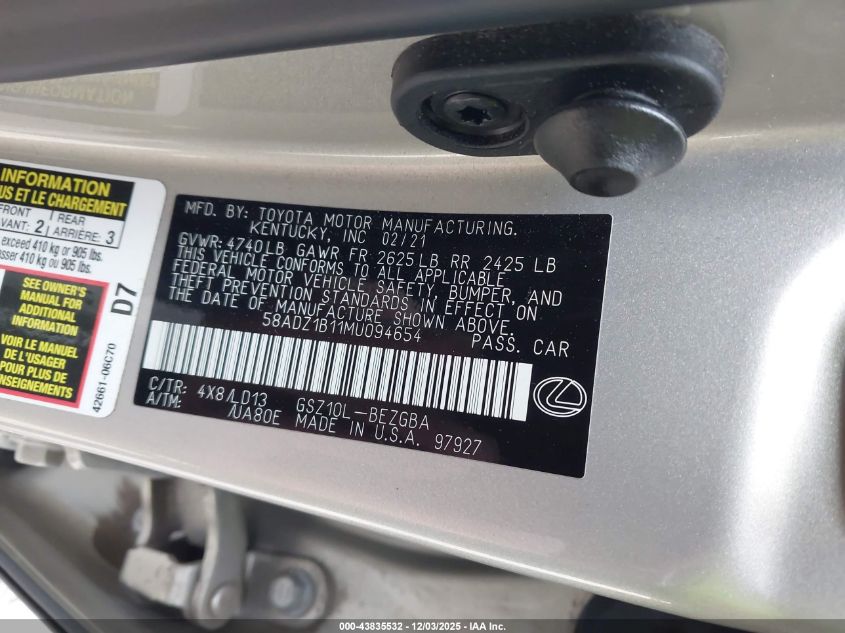 INFORMATION
US ET LE CHARGEMENT
FRONT
AVANT: 2
REAR
ARRIÈRE: 3
exceed 410 kg or 905 lbs.
sser 410 kg ou 905 lbs.
SEE OWNER'S
MANUAL FOR
ADDITIONAL
INFORMATION
VOIR LE MANUEL
DE L'USAGER
POUR PLUS DE
ENSEIGNEMENTS
D7
42661-06C70
MFD. BY: TOYOTA MOTOR MANUFACTURING.
KENTUCKY, INC 02/21
GVWR: 4740LB GAWR FR 2625LB RR 2425 LB
THIS VEHICLE CONFORMS TO ALL APPLICABLE
FEDERAL MOTOR VEHICLE SAFETY, BUMPER, AND
THEFT PREVENTION STANDARDS IN EFFECT ON
THE DATE OF MANUFACTURE SHOWN ABOVE.
58ADZ1B11MU094654 PASS. CAR
C/TR: 4X8/LD13 GSZ10L-BEZGBA
A/TM: /UA80E MADE IN U.S.A. 97927
000-43835532 - 12/03/2025 - IAA Inc.